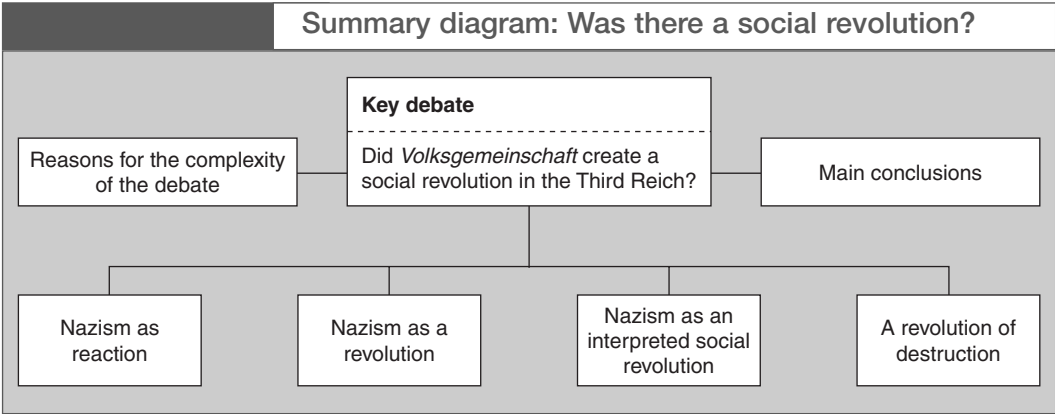 Summary diagram: Was there a social revolution?
Key debate
Did Volksgemeinschaft create a
social revolution in the Third Reich?
Reasons for the complexity
of the debate
Main conclusions
Nazism as
reaction
Nazism as a
revolution
Nazism as an
interpreted social
revolution
A revolution of
destruction